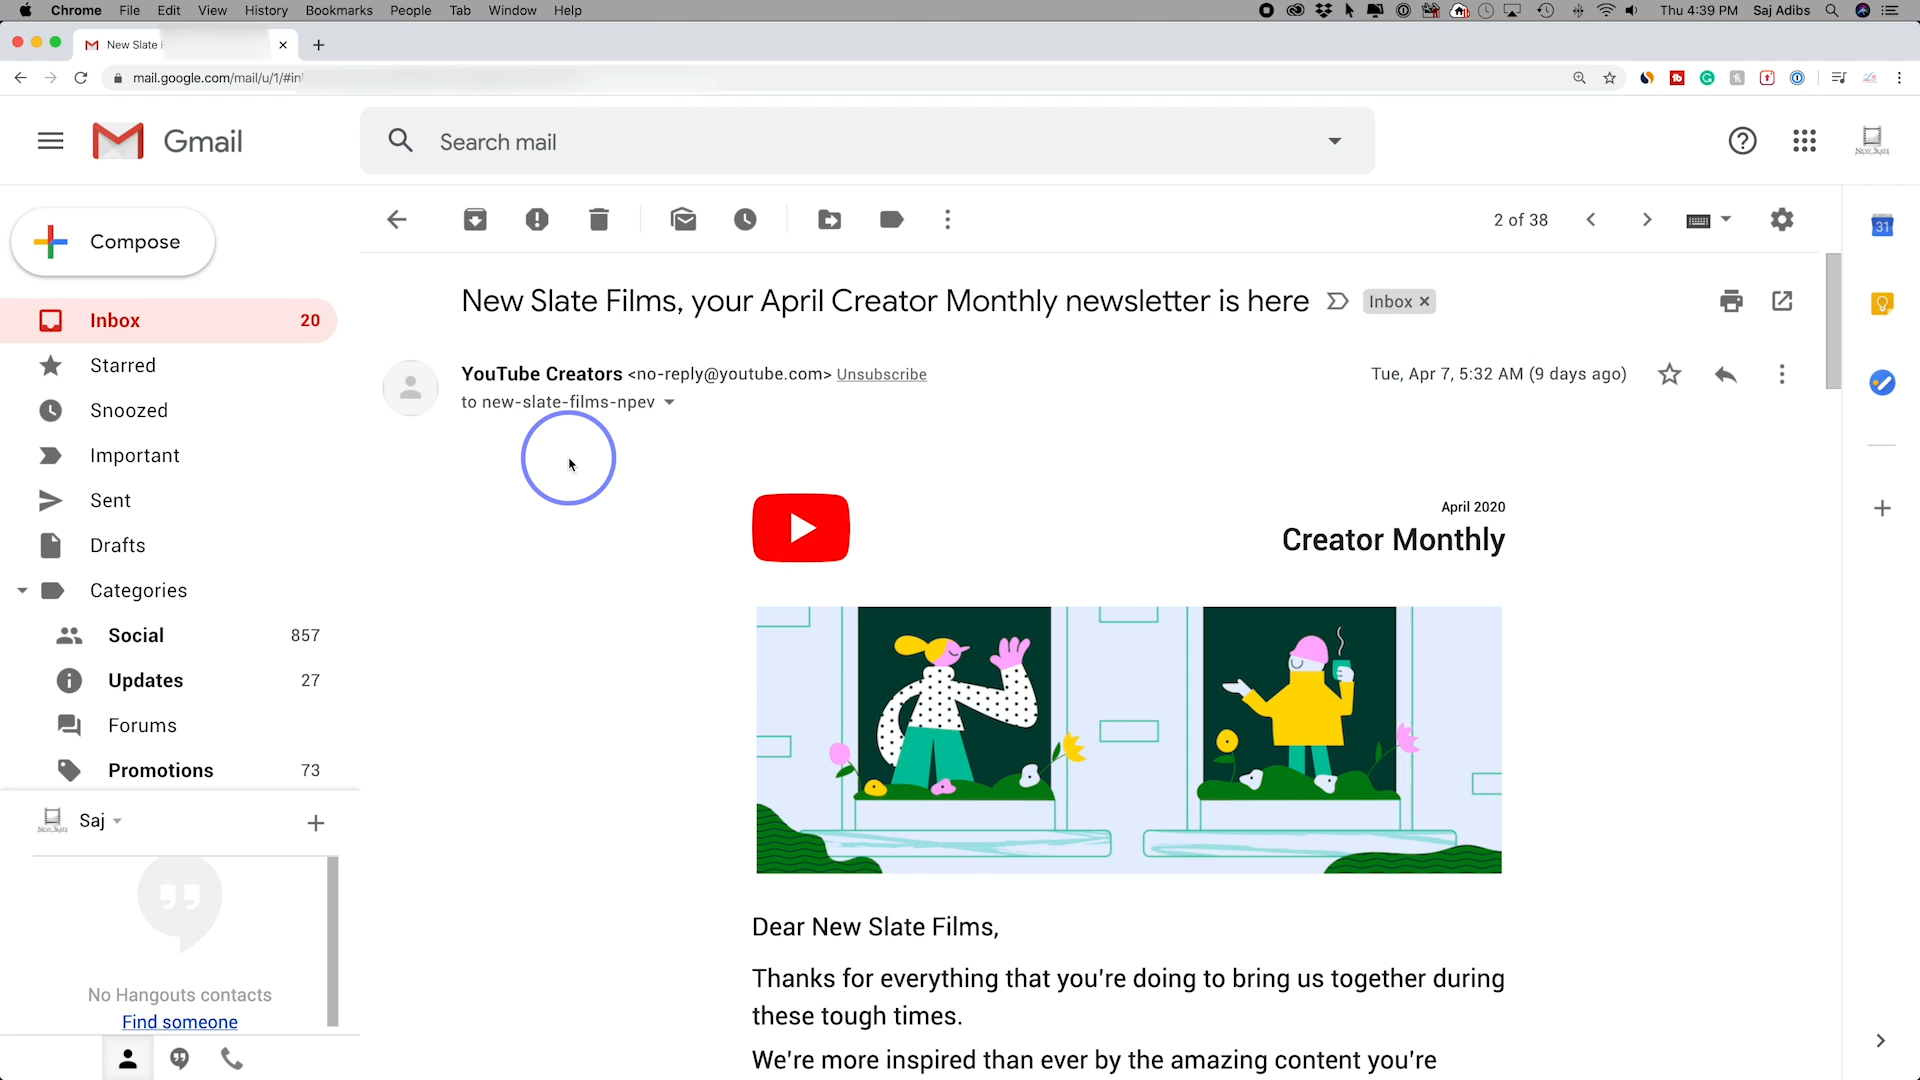 Chrome File Edit View History Bookmarks People Tab Window Help
Thu 4:39 PM Saj Adibs
New Slate
mail.google.com/mail/u/1/#in
Gmail
Search mail
Compose
2 of 38
31
New Slate Films, your April Creator Monthly newsletter is here
Inbox
Inbox 20
Starred
Snoozed
Important
Sent
Drafts
Categories
Social 857
Updates 27
Forums
Promotions 73
YouTube Creators <no-reply@youtube.com> Unsubscribe
Tue, Apr 7, 5:32 AM (9 days ago)
to new-slate-films-npev
April 2020
Creator Monthly
Dear New Slate Films,
Thanks for everything that you're doing to bring us together during
these tough times.
We're more inspired than ever by the amazing content you're
Saj
No Hangouts contacts
Find someone